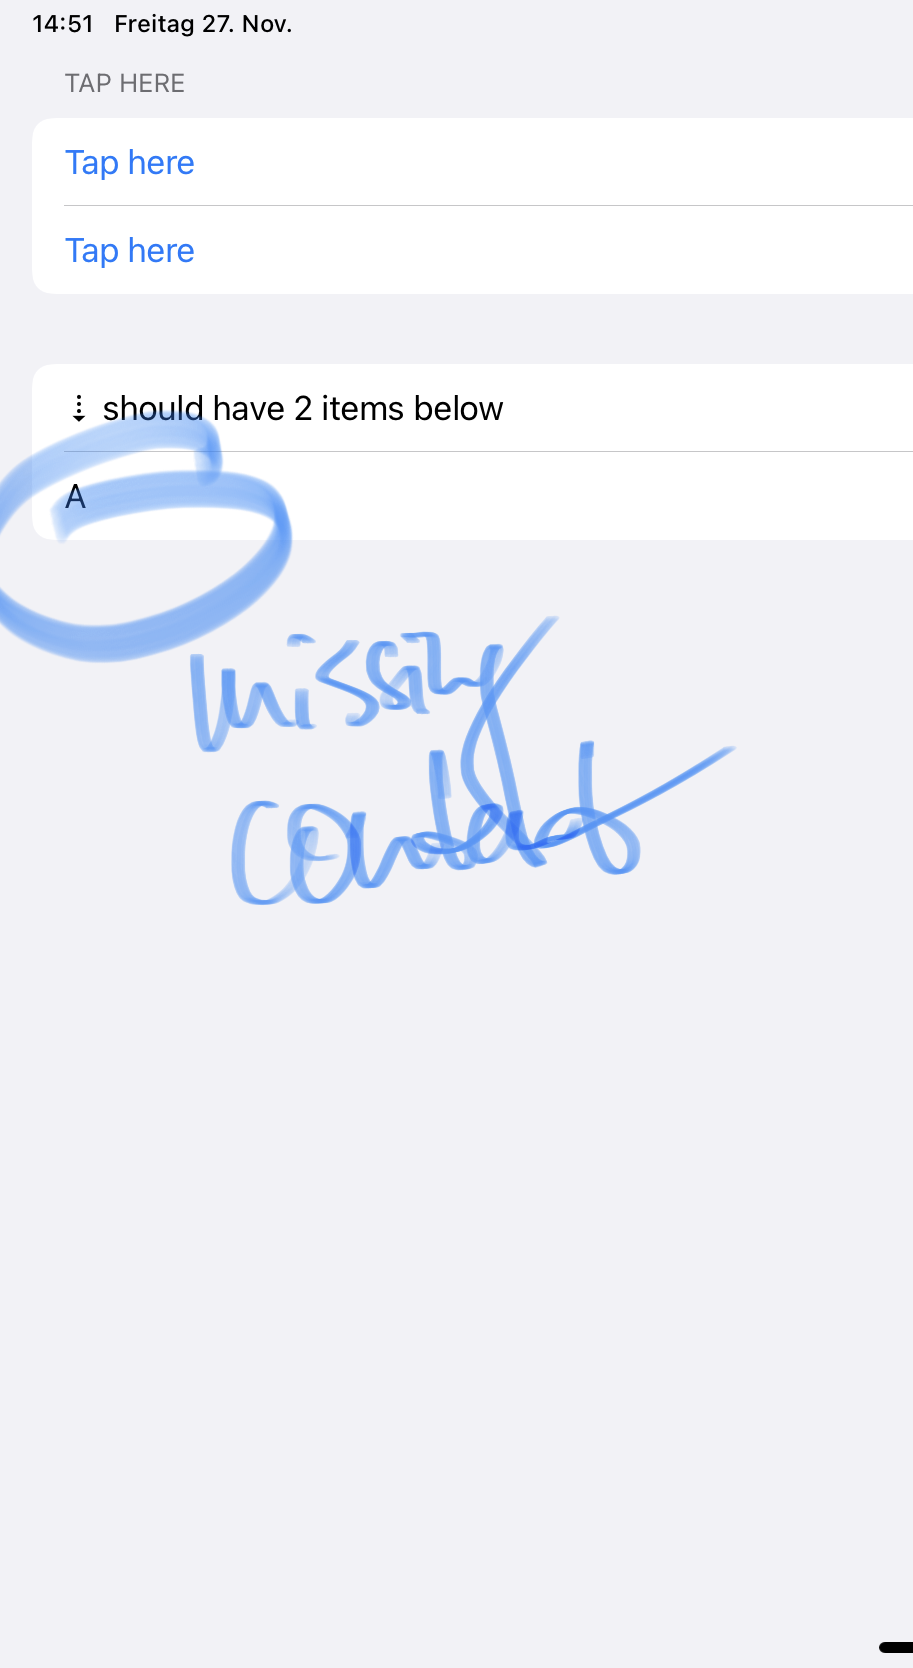 14:51 Freitag 27. Nov.
TAP HERE
Tap here
Tap here
should have 2 items below
A
missing
content